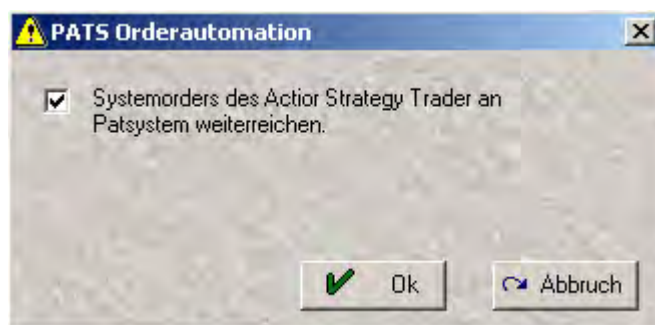 PATS Orderautomation
Systemorders des Actior Strategy Trader an
Patsystem weiterreichen.
Ok
Abbruch